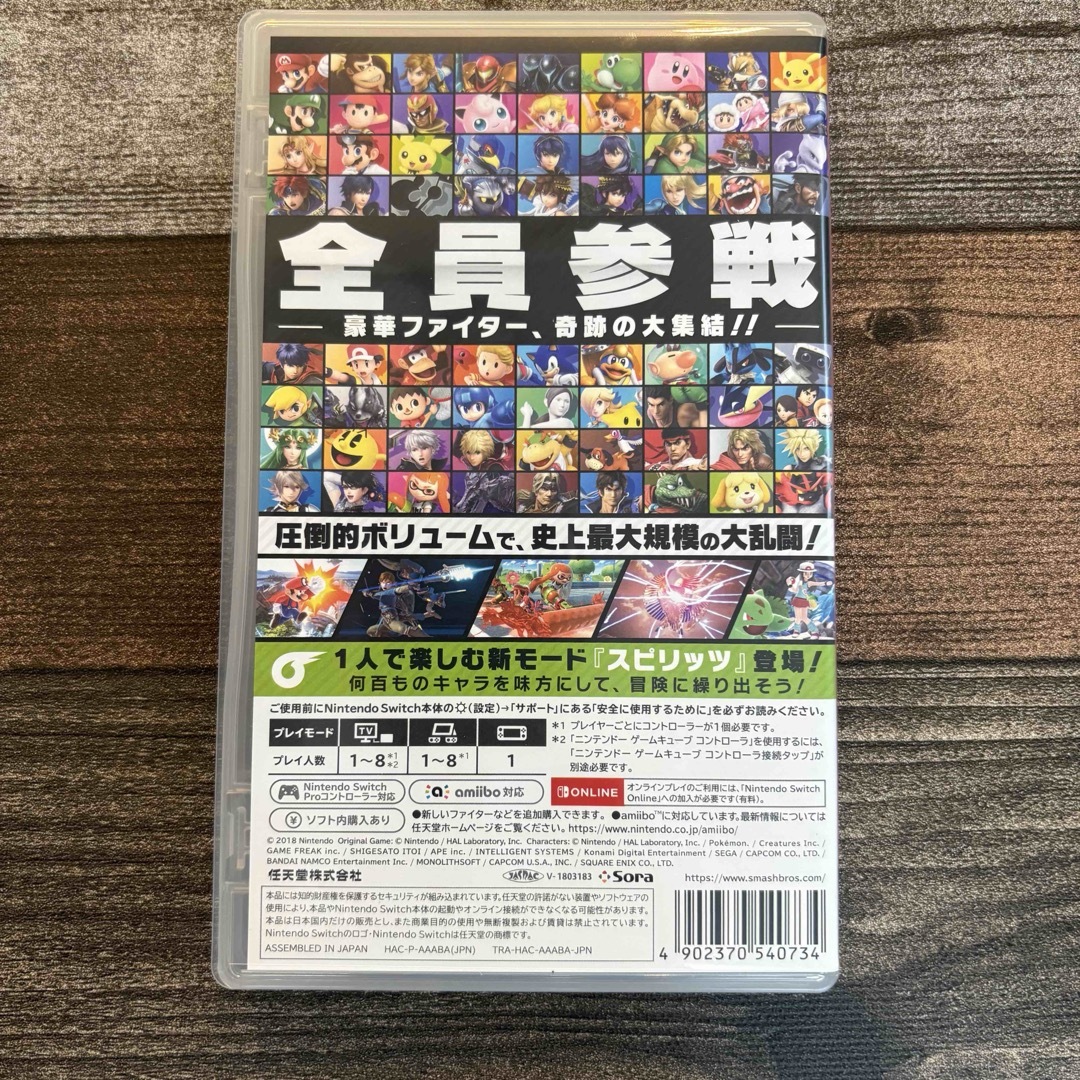 全員参戦
豪華ファイター、奇跡の大集結!!
圧倒的ボリュームで、史上最大規模の大乱闘！
1人で楽しむ新モード『スピリッツ』登場！
何百ものキャラを味方にして、冒険に繰り出そう！
ご使用前にNintendo Switch本体の(設定)→「サポート」にある「安全に使用するために」を必ずお読みください。
プレイモード TV
プレイ人数 1〜8*1 *2 1〜8*1 1
*1 プレイヤーごとにコントローラーが1個必要です。
*2 「ニンテンドー ゲームキューブ コントローラ」を使用するには、
「ニンテンドー ゲームキューブ コントローラ接続タップ」が
別途必要です。
Nintendo Switch
Proコントローラー対応
amiibo 対応
ONLINE
オンラインプレイのご利用には、「Nintendo Switch
Online」への加入が必要です(有料)。
¥ ソフト内購入あり
●新しいファイターなどを追加購入できます。 ●amiibo™に対応しています。最新情報については
任天堂ホームページをご覧ください。https://www.nintendo.co.jp/amiibo/
© 2018 Nintendo Original Game: © Nintendo / HAL Laboratory, Inc. Characters: © Nintendo / HAL Laboratory, Inc. / Pokémon. / Creatures Inc. /
GAME FREAK inc. / SHIGESATO ITOI / APE inc. / INTELLIGENT SYSTEMS / Konami Digital Entertainment / SEGA / CAPCOM CO., LTD. /
BANDAI NAMCO Entertainment Inc. / MONOLITHSOFT / CAPCOM U.S.A., INC. / SQUARE ENIX CO., LTD.
任天堂株式会社
JASRAC V-1803183 Sora
https://www.smashbros.com/
本品には知的財産権を保護するセキュリティが組み込まれています。任天堂の許諾がない装置やソフトウェアの
使用により、本品やNintendo Switch本体の起動やオンライン接続ができなくなる可能性があります。
本品は日本国内だけの販売とし、また商業目的の使用や無断複製および賃貸は禁止されています。
Nintendo Switchのロゴ・Nintendo Switchは任天堂の商標です。
ASSEMBLED IN JAPAN HAC-P-AAABA(JPN) TRA-HAC-AAABA-JPN
4 902370 540734